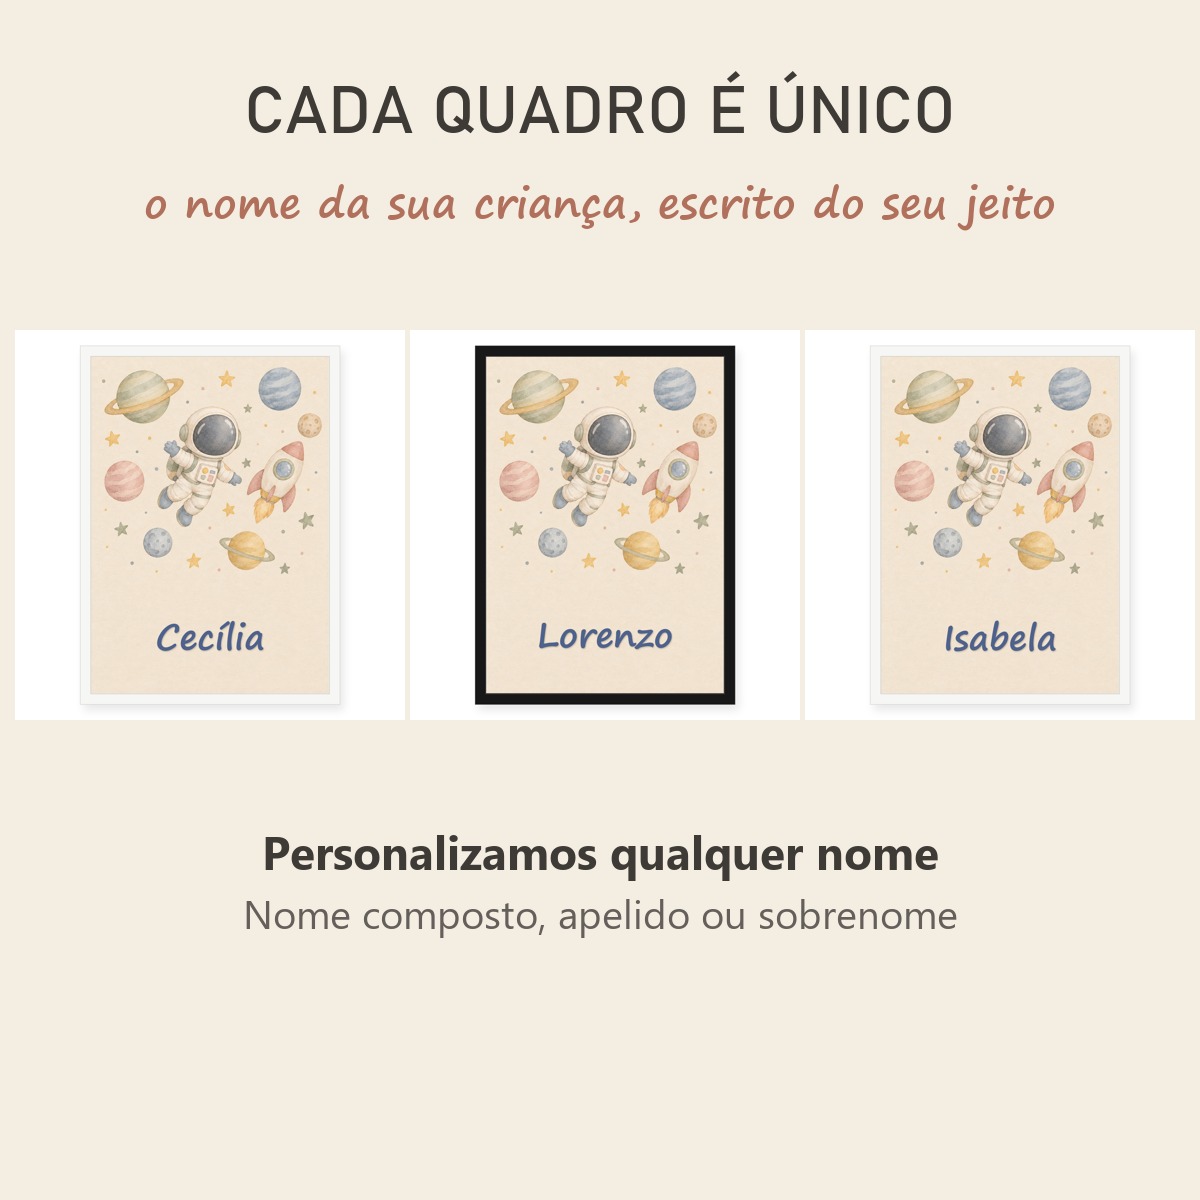 CADA QUADRO É ÚNICO
o nome da sua criança, escrito do seu jeito
Cecília
Lorenzo
Isabela
Personalizamos qualquer nome
Nome composto, apelido ou sobrenome